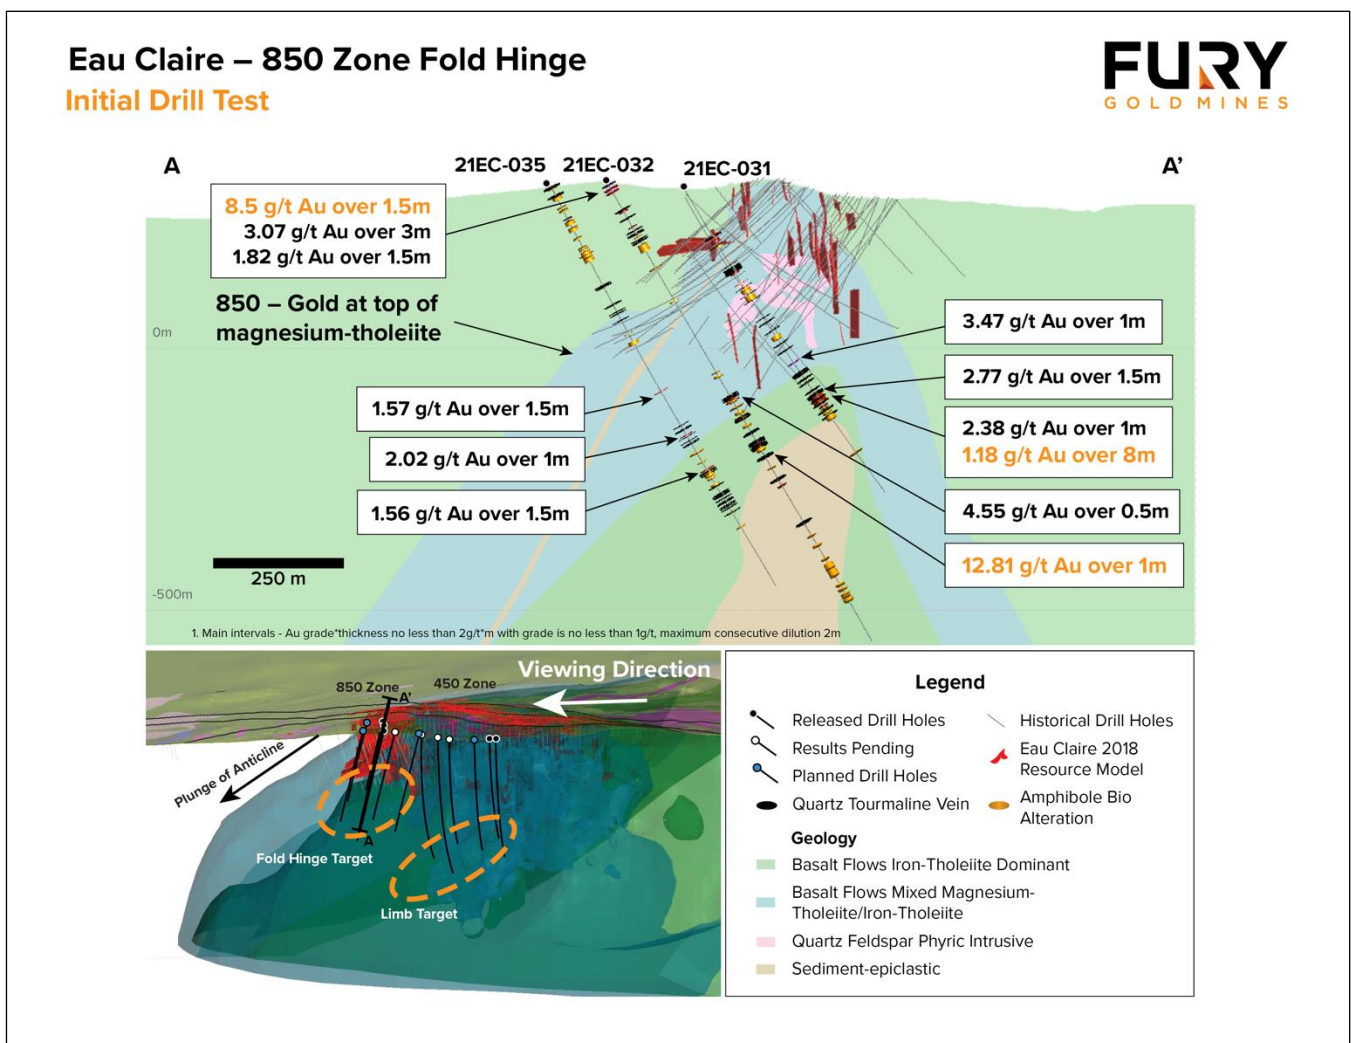 Eau Claire – 850 Zone Fold Hinge
Initial Drill Test
FURY
GOLD MINES
A
21EC-035
21EC-032
21EC-031
A'
8.5 g/t Au over 1.5m
3.07 g/t Au over 3m
1.82 g/t Au over 1.5m
850 – Gold at top of
magnesium-tholeiite
0m
3.47 g/t Au over 1m
2.77 g/t Au over 1.5m
1.57 g/t Au over 1.5m
2.38 g/t Au over 1m
1.18 g/t Au over 8m
2.02 g/t Au over 1m
1.56 g/t Au over 1.5m
4.55 g/t Au over 0.5m
12.81 g/t Au over 1m
250 m
-500m
1. Main intervals - Au grade*thickness no less than 2g/t*m with grade is no less than 1g/t, maximum consecutive dilution 2m
Viewing Direction
850 Zone
450 Zone
A'
Plunge of Anticline
A
Fold Hinge Target
Limb Target
Legend
Released Drill Holes
Results Pending
Planned Drill Holes
Quartz Tourmaline Vein
Historical Drill Holes
Eau Claire 2018
Resource Model
Amphibole Bio
Alteration
Geology
Basalt Flows Iron-Tholeiite Dominant
Basalt Flows Mixed Magnesium-
Tholeiite/Iron-Tholeiite
Quartz Feldspar Phyric Intrusive
Sediment-epiclastic